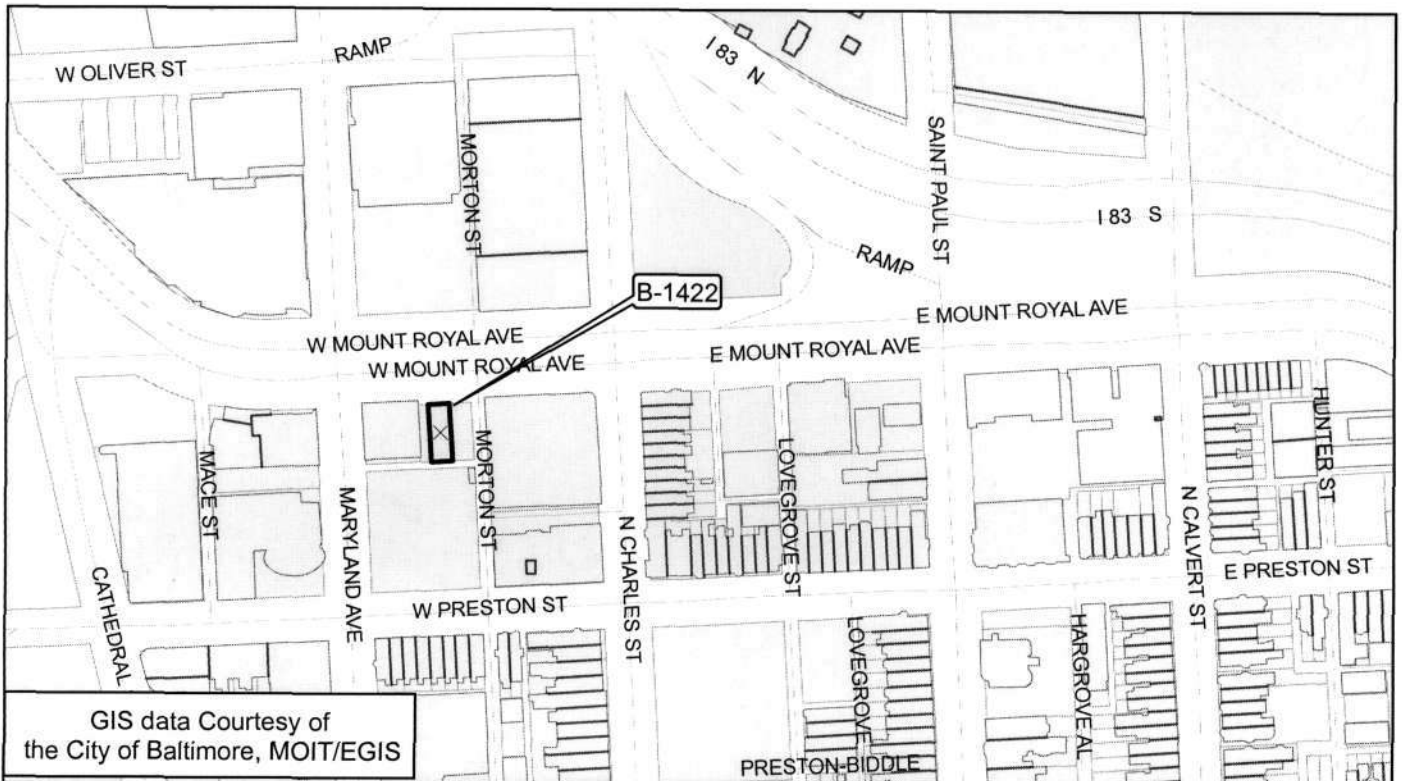 W OLIVER ST
RAMP
I 83 N
SAINT PAUL ST
MORTON ST
I 83 S
RAMP
B-1422
E MOUNT ROYAL AVE
W MOUNT ROYAL AVE
E MOUNT ROYAL AVE
W MOUNT ROYAL AVE
MACE ST
MORTON ST
LOVEGROVE ST
HUNTER ST
MARYLAND AVE
N CHARLES ST
N CALVERT ST
CATHEDRAL
E PRESTON ST
W PRESTON ST
LOVEGROVE
HARGROVE AL
GIS data Courtesy of
the City of Baltimore, MOIT/EGIS
PRESTON-BIDDLE